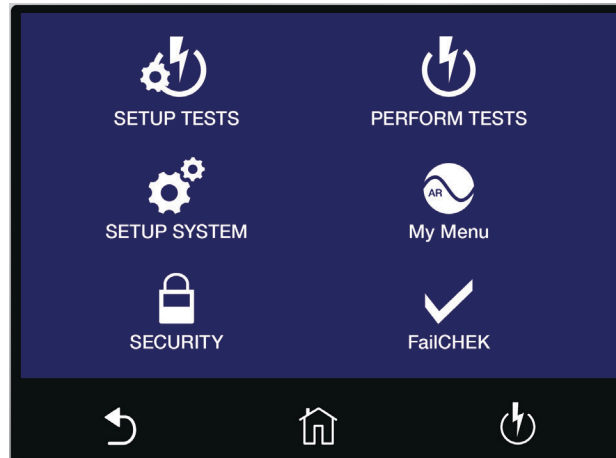 SETUP TESTS
PERFORM TESTS
SETUP SYSTEM
AR
My Menu
SECURITY
FailCHEK